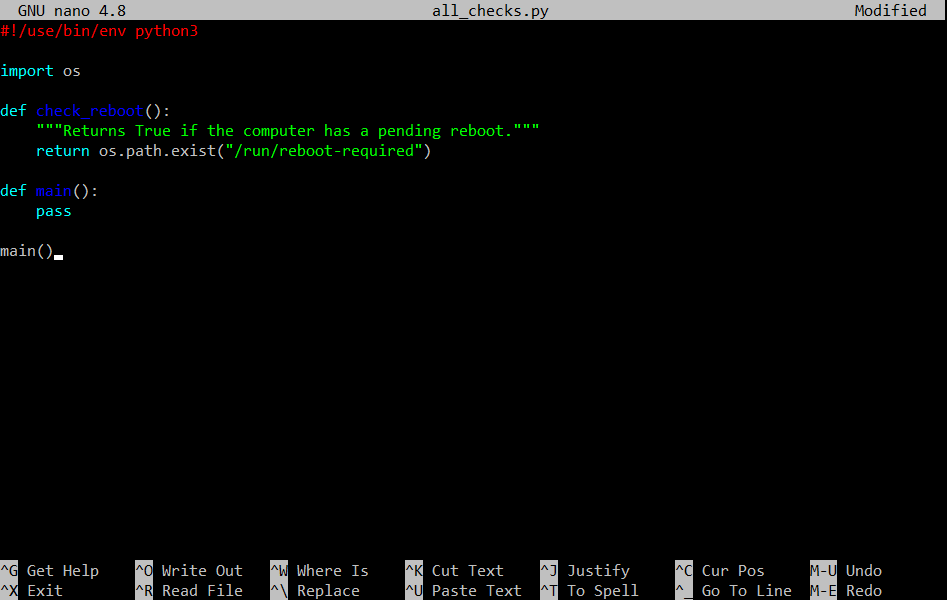 GNU nano 4.8 all_checks.py Modified
#!/use/bin/env python3
import os
def check_reboot():
    """Returns True if the computer has a pending reboot."""
    return os.path.exist("/run/reboot-required")
def main():
    pass
main()
^G Get Help ^O Write Out ^W Where Is ^K Cut Text ^J Justify ^C Cur Pos M-U Undo
^X Exit ^R Read File ^\ Replace ^U Paste Text ^T To Spell ^_ Go To Line M-E Redo